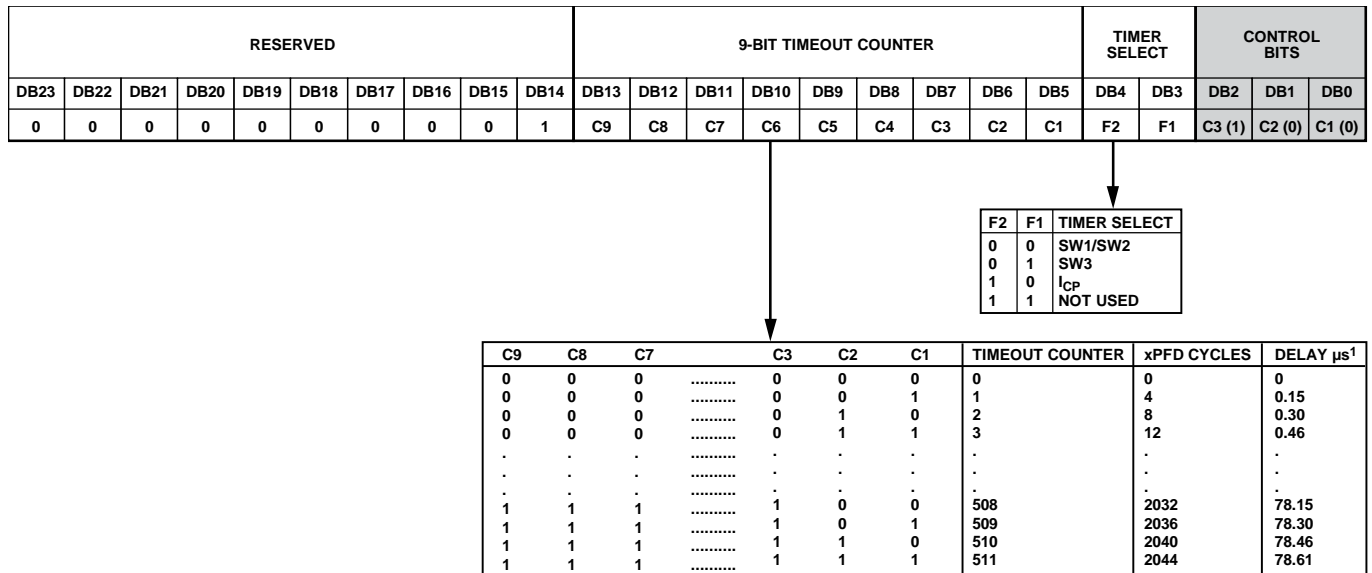 RESERVED 9-BIT TIMEOUT COUNTER TIMER SELECT CONTROL BITS
DB23 DB22 DB21 DB20 DB19 DB18 DB17 DB16 DB15 DB14 DB13 DB12 DB11 DB10 DB9 DB8 DB7 DB6 DB5 DB4 DB3 DB2 DB1 DB0
0 0 0 0 0 0 0 0 0 1 C9 C8 C7 C6 C5 C4 C3 C2 C1 F2 F1 C3 (1) C2 (0) C1 (0)
F2 F1 TIMER SELECT
0 0 SW1/SW2
0 1 SW3
1 0 ICP
1 1 NOT USED
C9 C8 C7 C3 C2 C1 TIMEOUT COUNTER xPFD CYCLES DELAY µs1
0 0 0 .......... 0 0 0 0 0 0
0 0 0 .......... 0 0 1 1 4 0.15
0 0 0 .......... 0 1 0 2 8 0.30
0 0 0 .......... 0 1 1 3 12 0.46
. . . .......... . . . . . .
. . . .......... . . . . . .
. . . .......... . . . . . .
1 1 1 .......... 1 0 0 508 2032 78.15
1 1 1 .......... 1 0 1 509 2036 78.30
1 1 1 .......... 1 1 0 510 2040 78.46
1 1 1 .......... 1 1 1 511 2044 78.61